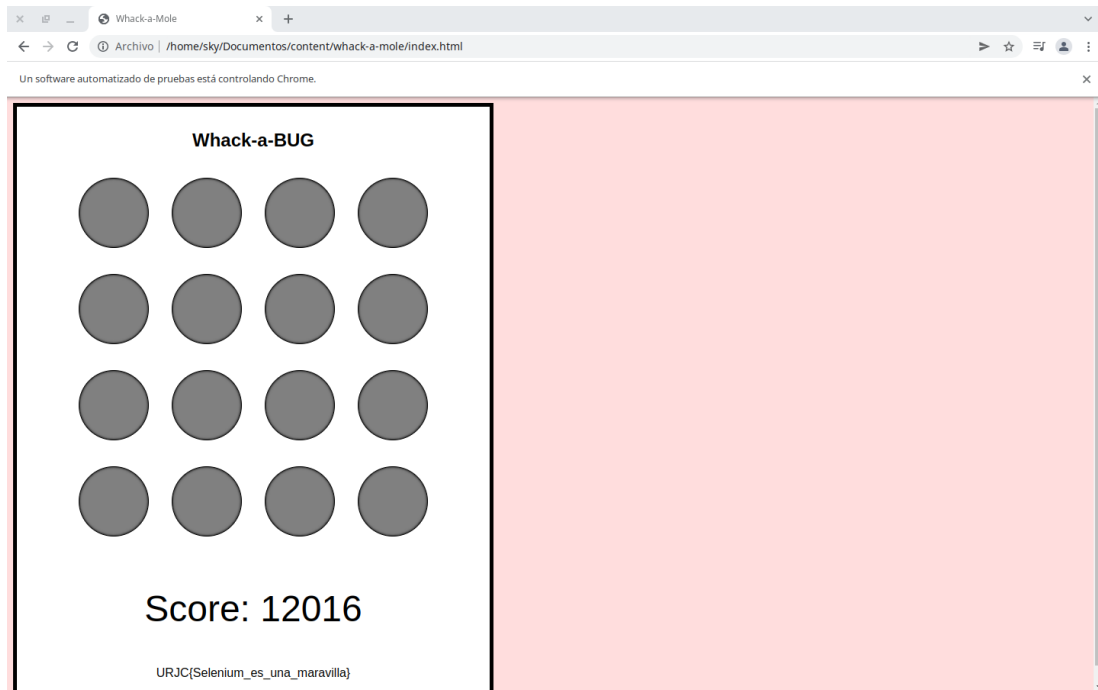 Whack-a-Mole
Archivo | /home/sky/Documentos/content/whack-a-mole/index.html
Un software automatizado de pruebas está controlando Chrome.
Whack-a-BUG
Score: 12016
URJC{Selenium_es_una_maravilla}